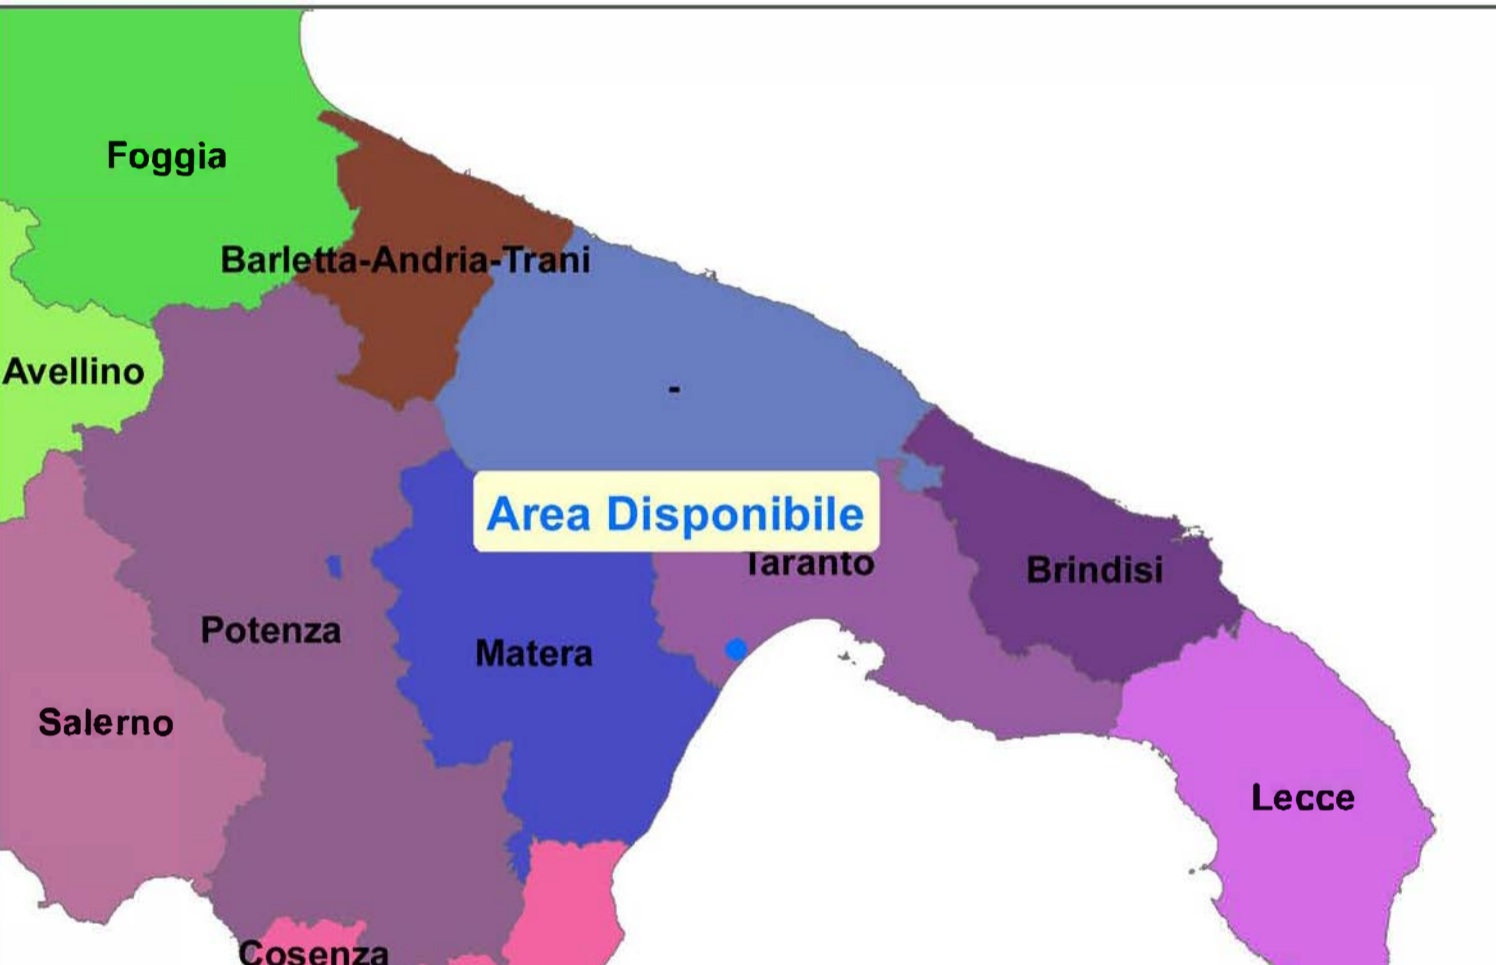 Foggia
Barletta-Andria-Trani
Avellino
-
Area Disponibile
Taranto
Brindisi
Potenza
Matera
Salerno
Lecce
Cosenza